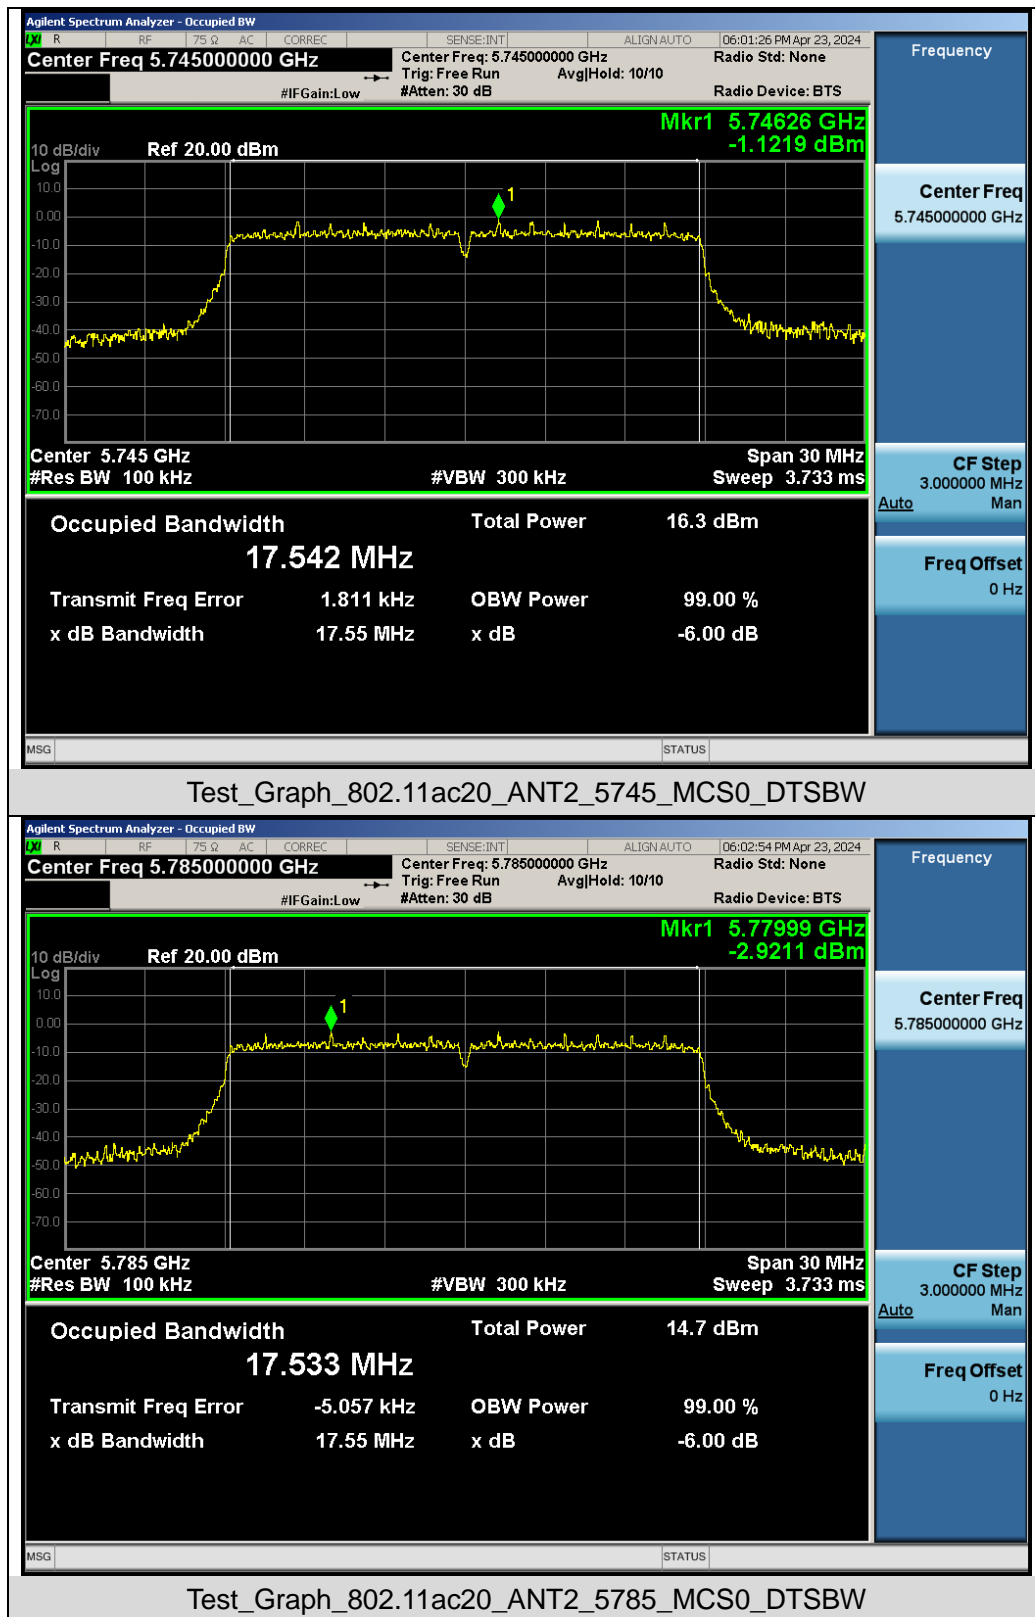 Agilent Spectrum Analyzer - Occupied BW
LXI R RF 75 Ω AC CORREC SENSE:INT ALIGN AUTO 06:01:26 PM Apr 23, 2024
Center Freq 5.745000000 GHz
Center Freq: 5.745000000 GHz Radio Std: None
Trig: Free Run Avg|Hold: 10/10
#IFGain:Low #Atten: 30 dB Radio Device: BTS
Frequency
Mkr1 5.74626 GHz
-1.1219 dBm
10 dB/div Ref 20.00 dBm
Log
10.0
0.00
-10.0
-20.0
-30.0
-40.0
-50.0
-60.0
-70.0
1
Center 5.745 GHz Span 30 MHz
#Res BW 100 kHz #VBW 300 kHz Sweep 3.733 ms
Center Freq
5.745000000 GHz
CF Step
3.000000 MHz
Auto Man
Freq Offset
0 Hz
Occupied Bandwidth Total Power 16.3 dBm
17.542 MHz
Transmit Freq Error 1.811 kHz OBW Power 99.00 %
x dB Bandwidth 17.55 MHz x dB -6.00 dB
MSG STATUS
Test_Graph_802.11ac20_ANT2_5745_MCS0_DTSBW
Agilent Spectrum Analyzer - Occupied BW
LXI R RF 75 Ω AC CORREC SENSE:INT ALIGN AUTO 06:02:54 PM Apr 23, 2024
Center Freq 5.785000000 GHz
Center Freq: 5.785000000 GHz Radio Std: None
Trig: Free Run Avg|Hold: 10/10
#IFGain:Low #Atten: 30 dB Radio Device: BTS
Frequency
Mkr1 5.77999 GHz
-2.9211 dBm
10 dB/div Ref 20.00 dBm
Log
10.0
0.00
-10.0
-20.0
-30.0
-40.0
-50.0
-60.0
-70.0
1
Center 5.785 GHz Span 30 MHz
#Res BW 100 kHz #VBW 300 kHz Sweep 3.733 ms
Center Freq
5.785000000 GHz
CF Step
3.000000 MHz
Auto Man
Freq Offset
0 Hz
Occupied Bandwidth Total Power 14.7 dBm
17.533 MHz
Transmit Freq Error -5.057 kHz OBW Power 99.00 %
x dB Bandwidth 17.55 MHz x dB -6.00 dB
MSG STATUS
Test_Graph_802.11ac20_ANT2_5785_MCS0_DTSBW